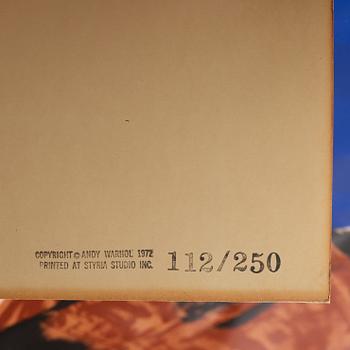 COPYRIGHT © ANDY WARHOL 1972
PRINTED AT STYRIA STUDIO INC.
112/250